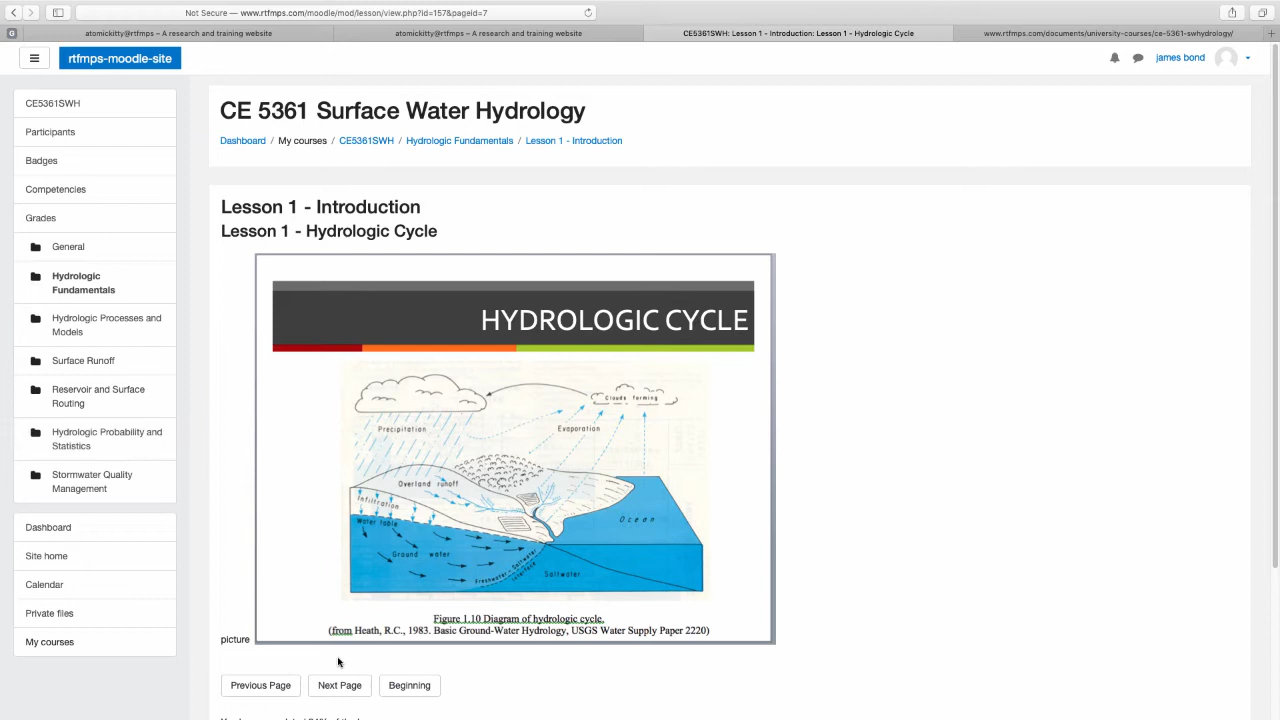 Not Secure — www.rtfmps.com/moodle/mod/lesson/view.php?id=157&pageid=7
G
atomickitty@rtfmps – A research and training website
atomickitty@rtfmps – A research and training website
CE5361SWH: Lesson 1 - Introduction: Lesson 1 - Hydrologic Cycle
www.rtfmps.com/documents/university-courses/ce-5361-swhydrology/
rtfmps-moodle-site
james bond
CE5361SWH
Participants
Badges
Competencies
Grades
General
Hydrologic
Fundamentals
Hydrologic Processes and
Models
Surface Runoff
Reservoir and Surface
Routing
Hydrologic Probability and
Statistics
Stormwater Quality
Management
Dashboard
Site home
Calendar
Private files
My courses
CE 5361 Surface Water Hydrology
Dashboard / My courses / CE5361SWH / Hydrologic Fundamentals / Lesson 1 - Introduction
Lesson 1 - Introduction
Lesson 1 - Hydrologic Cycle
HYDROLOGIC CYCLE
Clouds forming
Precipitation
Evaporation
Overland runoff
Infiltration
Water table
Ocean
Ground water
Freshwater-Saltwater
interface
Saltwater
Figure 1.10 Diagram of hydrologic cycle.
(from Heath, R.C., 1983. Basic Ground-Water Hydrology, USGS Water Supply Paper 2220)
picture
Previous Page
Next Page
Beginning